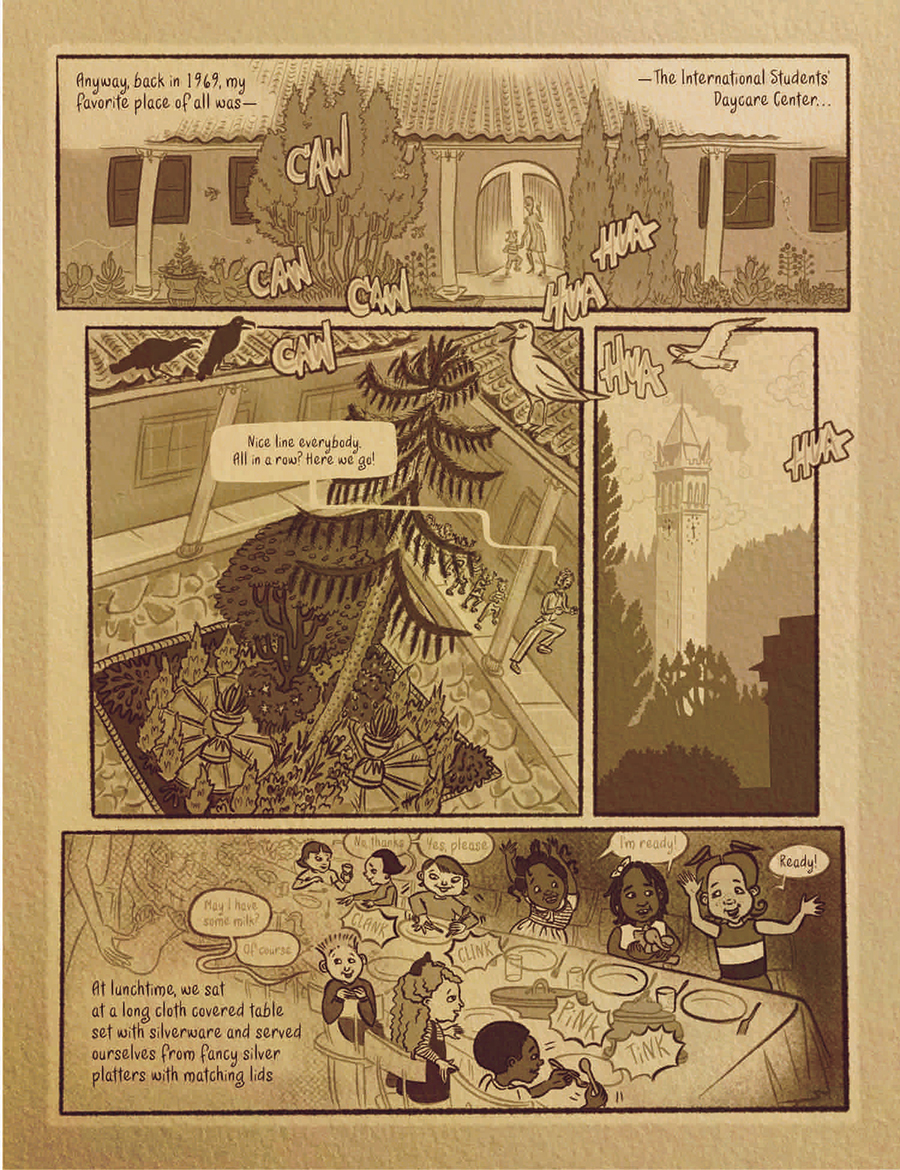 Anyway, back in 1969, my
favorite place of all was—
—The International Students'
Daycare Center...
CAW
CAW
CAW
CAW
HUA
HUA
HUA
HUA
Nice line everybody.
All in a row? Here we go!
No, thanks
Yes, please
I'm ready!
Ready!
May I have
some milk?
Of course
CLANK
CLINK
PINK
TINK
At lunchtime, we sat
at a long cloth covered table
set with silverware and served
ourselves from fancy silver
platters with matching lids